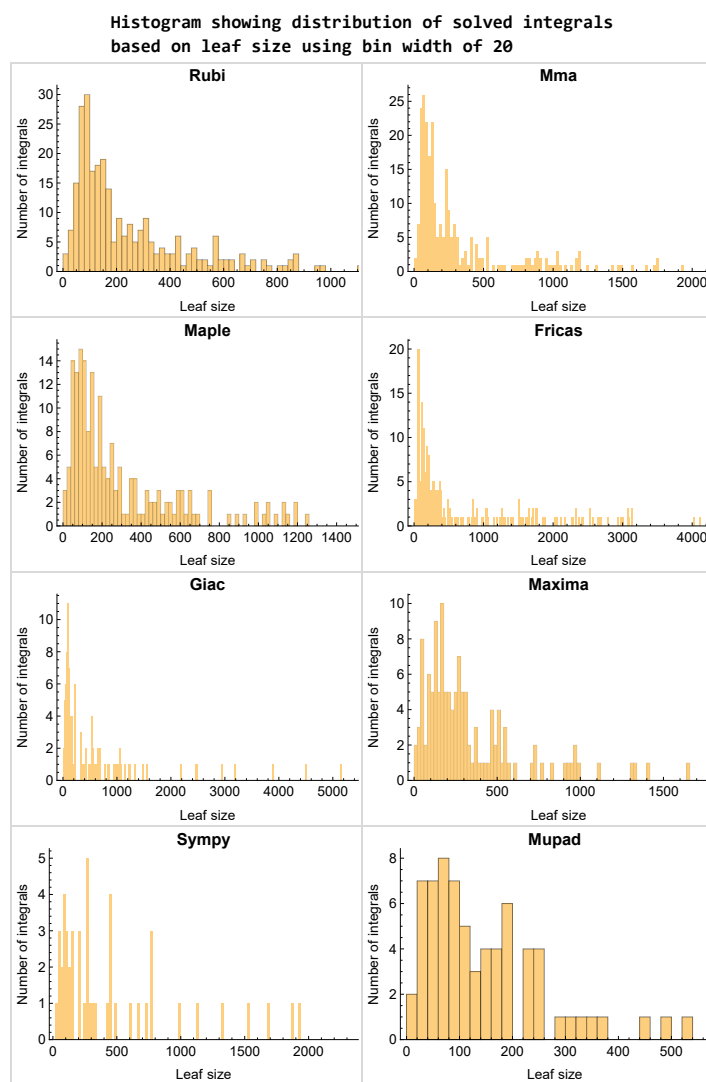 Histogram showing distribution of solved integrals
based on leaf size using bin width of 20
Rubi
Number of integrals
0 5 10 15 20 25 30
0 200 400 600 800 1000
Leaf size
Mma
Number of integrals
0 5 10 15 20 25
0 500 1000 1500 2000
Leaf size
Maple
Number of integrals
0 2 4 6 8 10 12 14
0 200 400 600 800 1000 1200 1400
Leaf size
Fricas
Number of integrals
0 5 10 15 20
0 1000 2000 3000 4000
Leaf size
Giac
Number of integrals
0 2 4 6 8 10
0 1000 2000 3000 4000 5000
Leaf size
Maxima
Number of integrals
0 2 4 6 8 10
0 500 1000 1500
Leaf size
Sympy
Number of integrals
0 1 2 3 4 5
0 500 1000 1500 2000
Leaf size
Mupad
Number of integrals
0 2 4 6 8
0 100 200 300 400 500
Leaf size